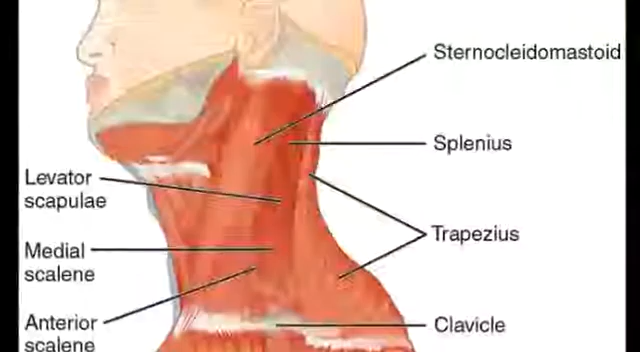 Sternocleidomastoid
Splenius
Levator
scapulae
Trapezius
Medial
scalene
Anterior
scalene
Clavicle